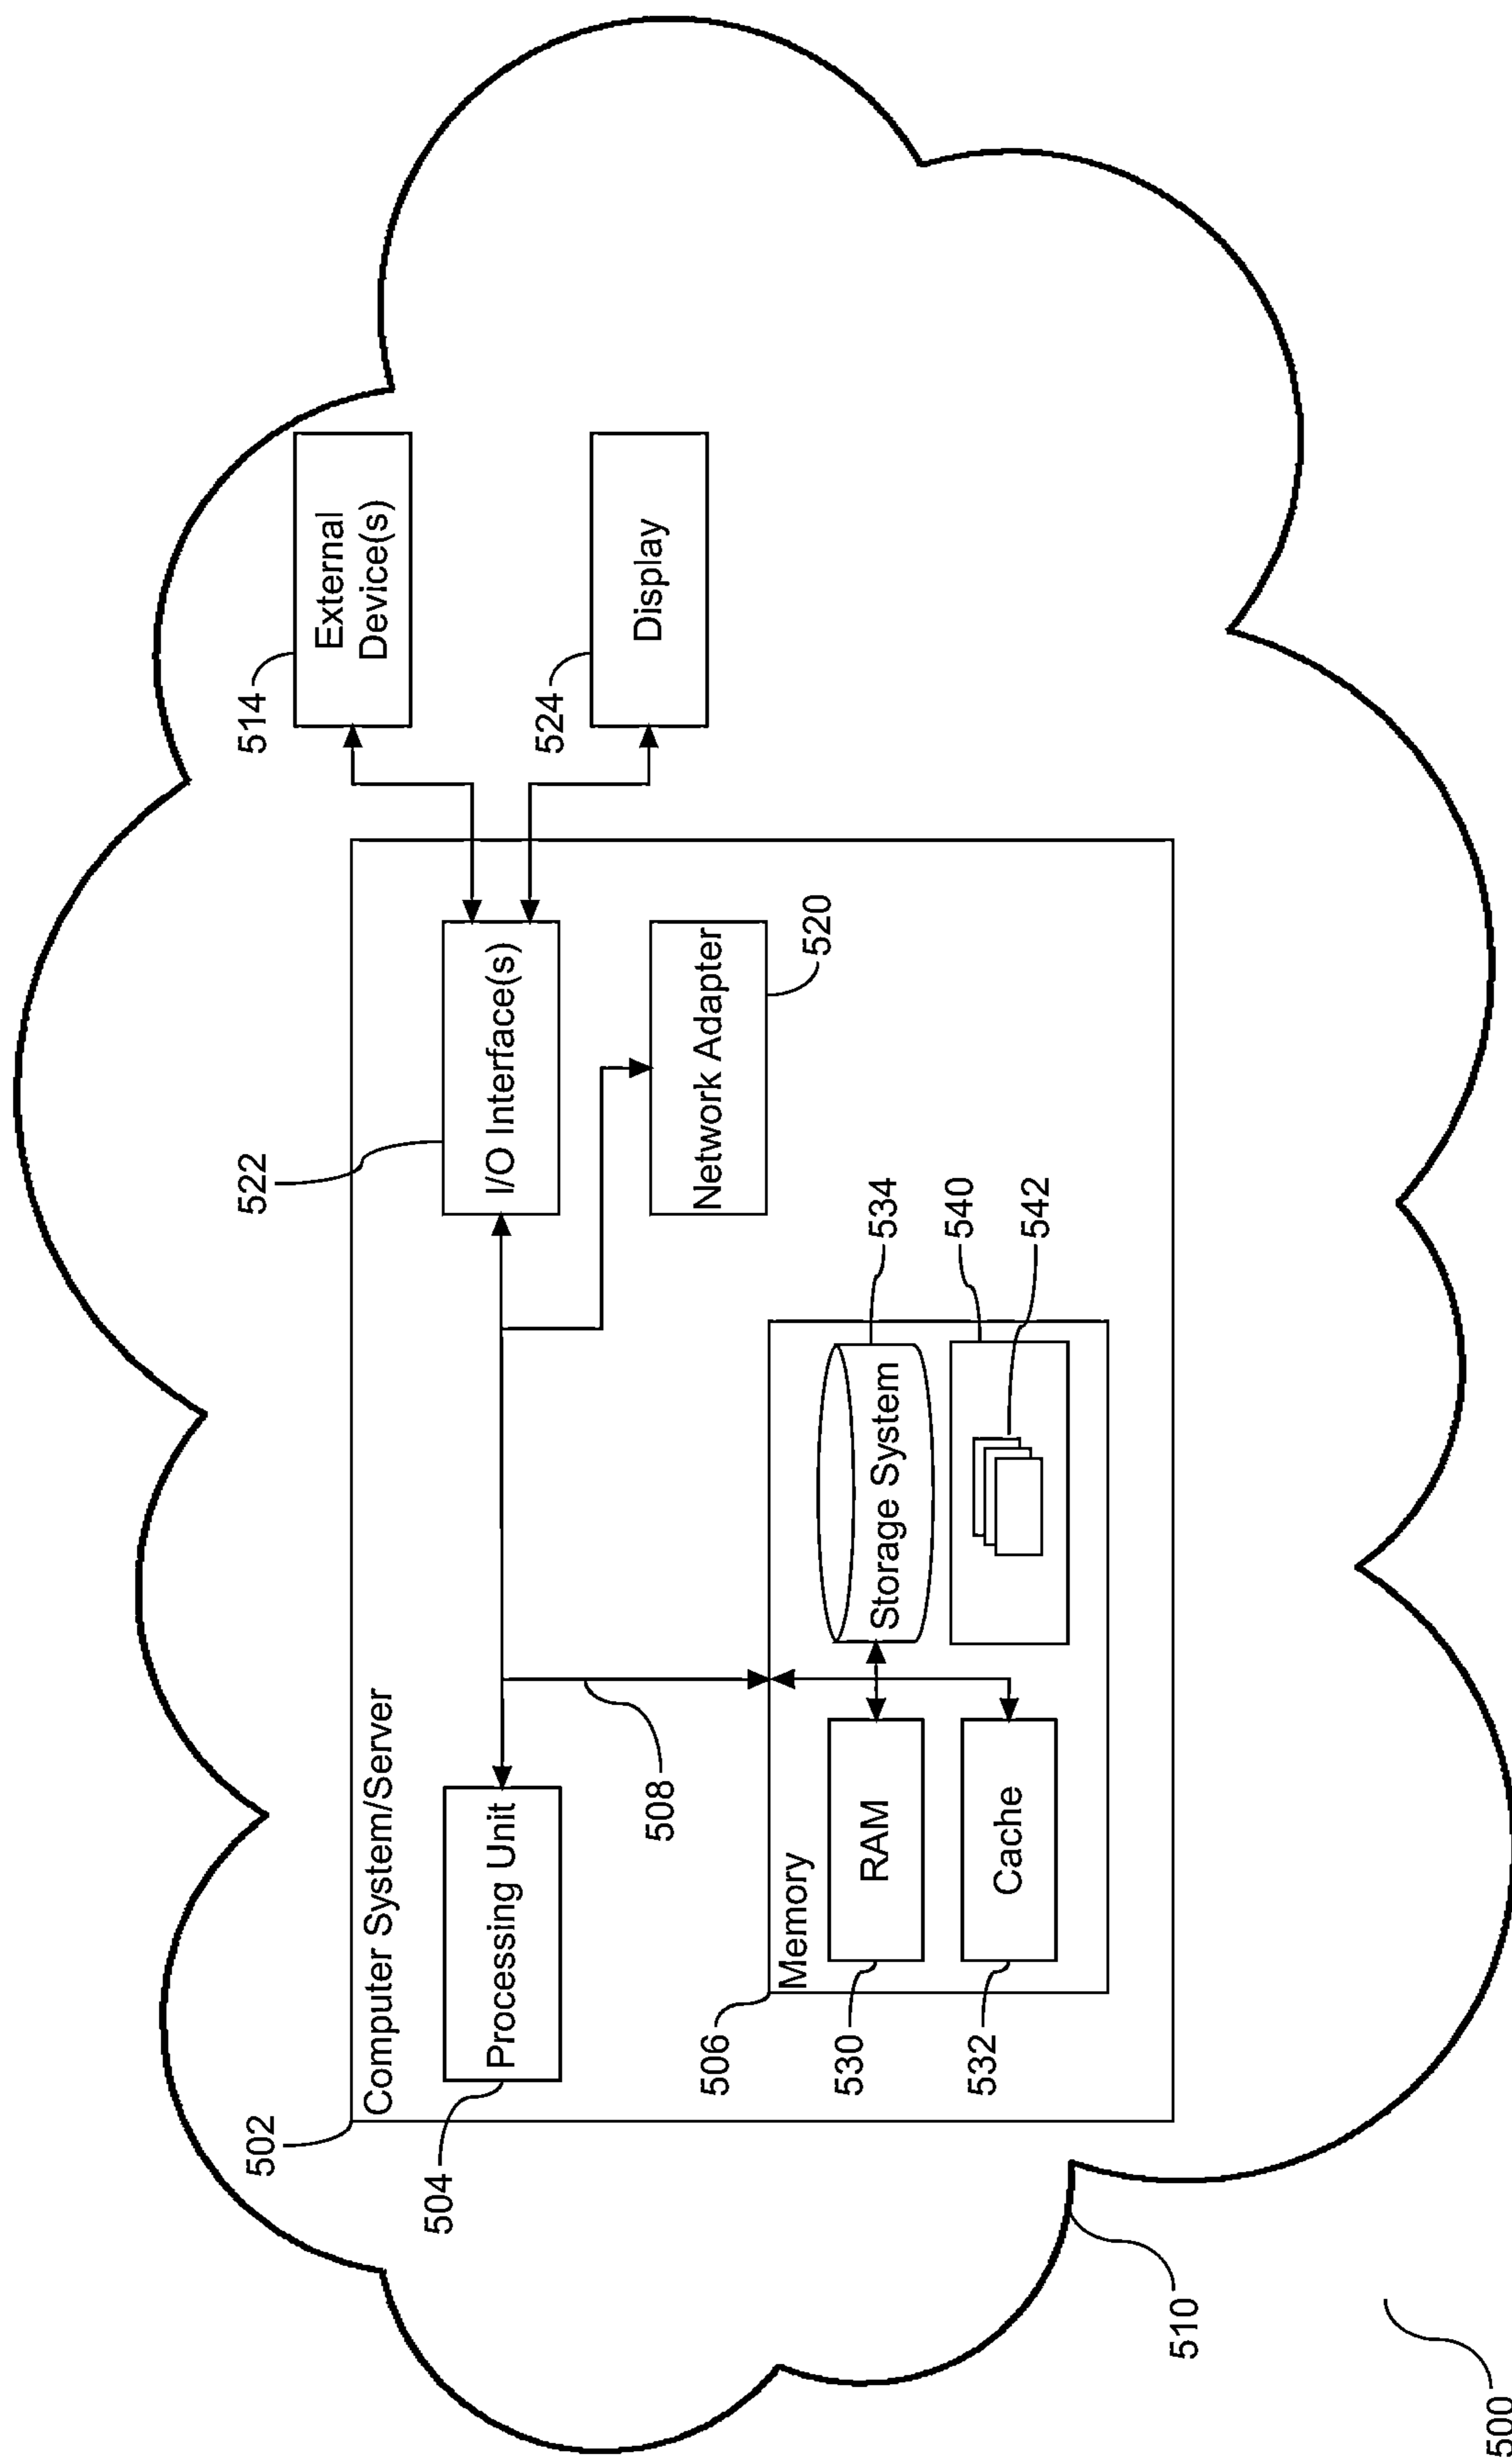 502
Computer System/Server
504
Processing Unit
522
I/O Interface(s)
514
External
Device(s)
524
Display
508
Network Adapter
520
506
Memory
530
RAM
Storage System
534
532
Cache
540
542
510
500